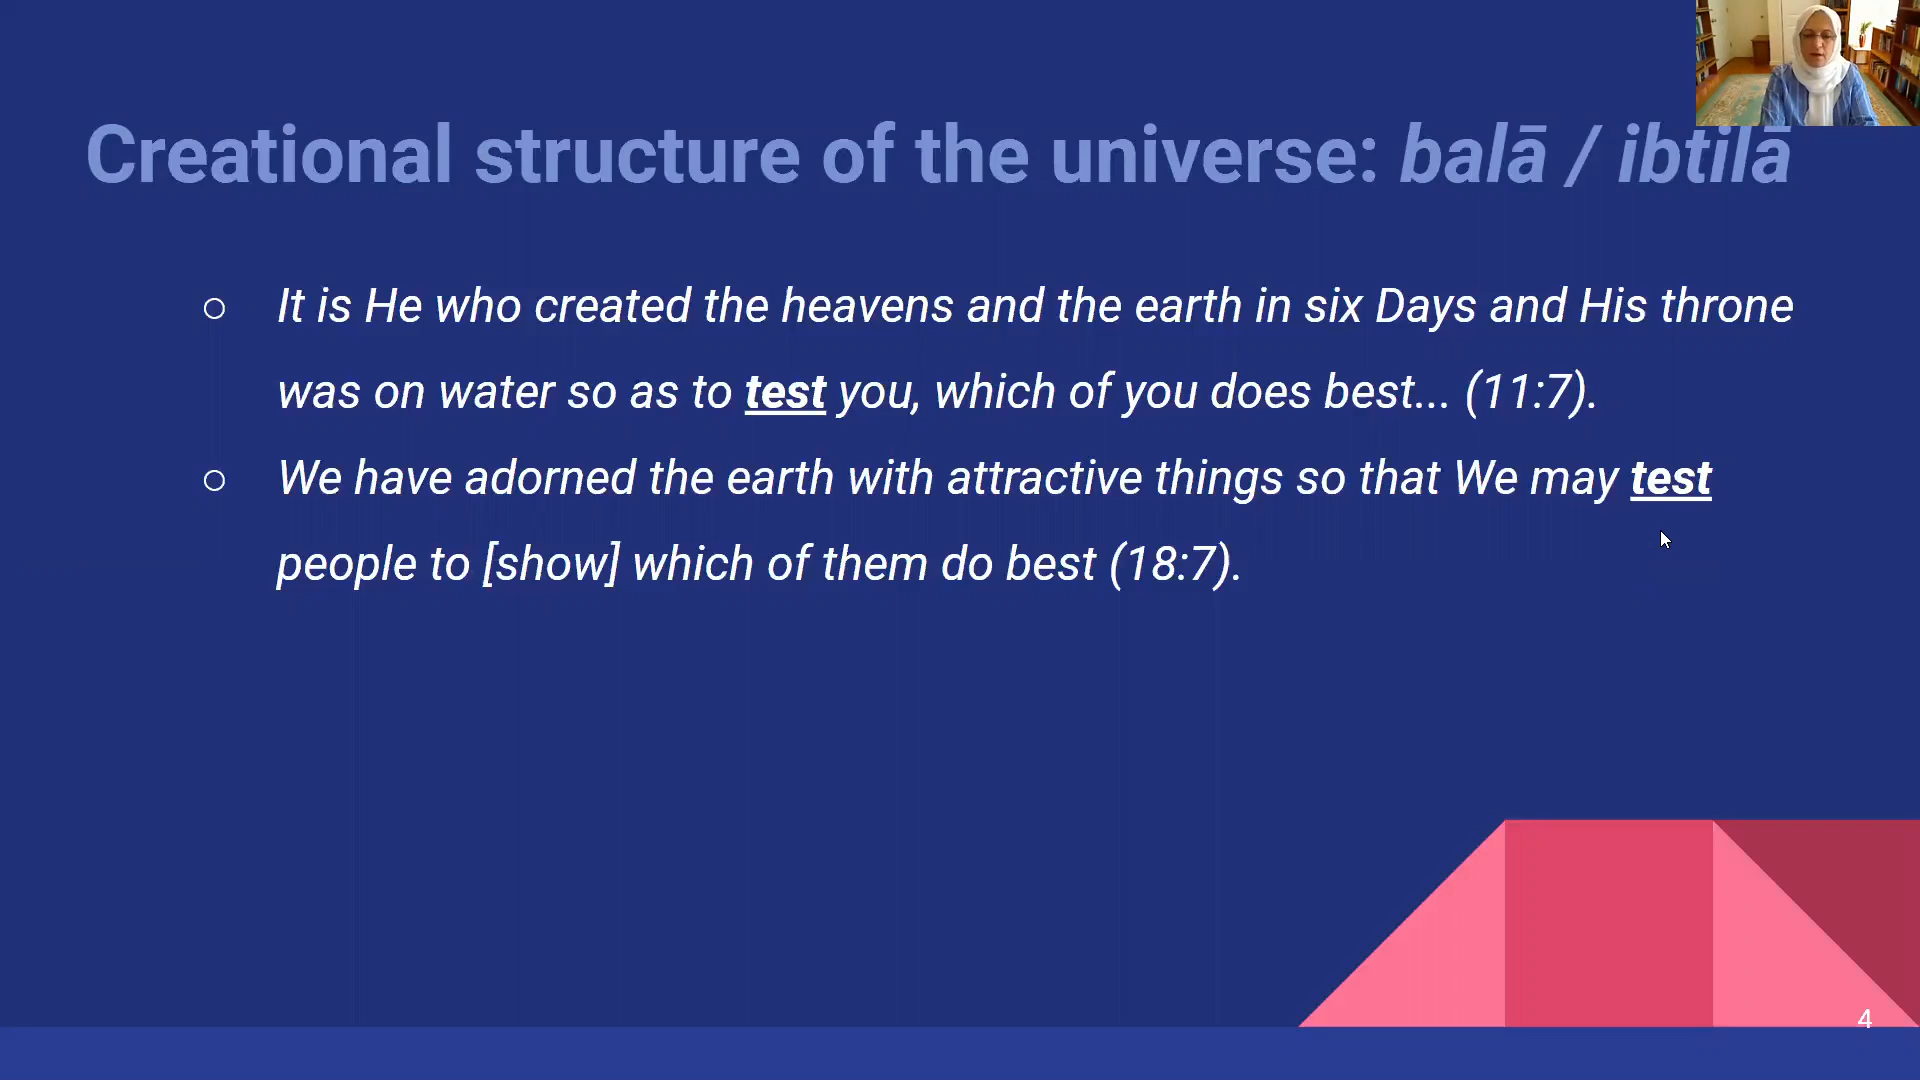 Creational structure of the universe: balā / ibtilā
○ It is He who created the heavens and the earth in six Days and His throne
was on water so as to test you, which of you does best... (11:7).
○ We have adorned the earth with attractive things so that We may test
people to [show] which of them do best (18:7).
4